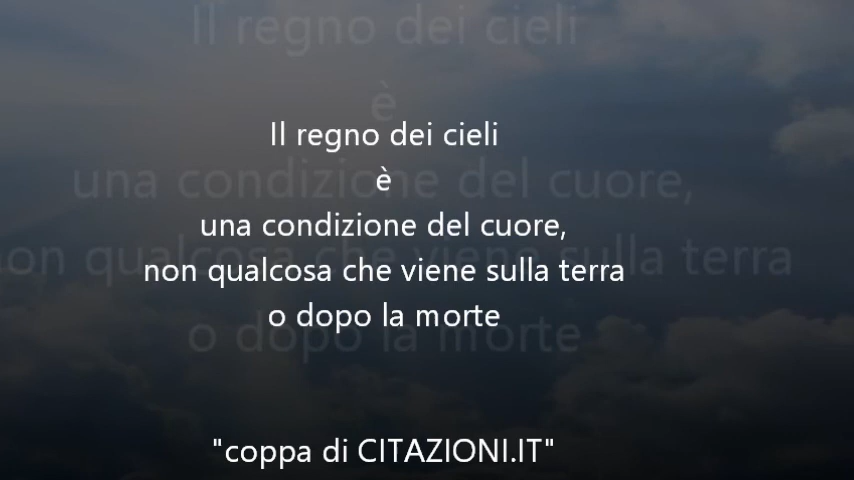 Il regno dei cieli
è
una condizione del cuore,
non qualcosa che viene sulla terra
o dopo la morte
"coppa di CITAZIONI.IT"